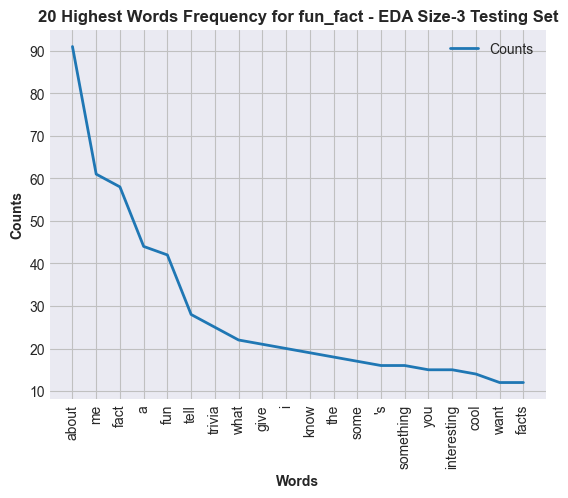 20 Highest Words Frequency for fun_fact - EDA Size-3 Testing Set
Counts
90
80
70
60
50
40
30
20
10
Counts
about
me
fact
a
fun
tell
trivia
what
give
i
know
the
some
's
something
you
interesting
cool
want
facts
Words